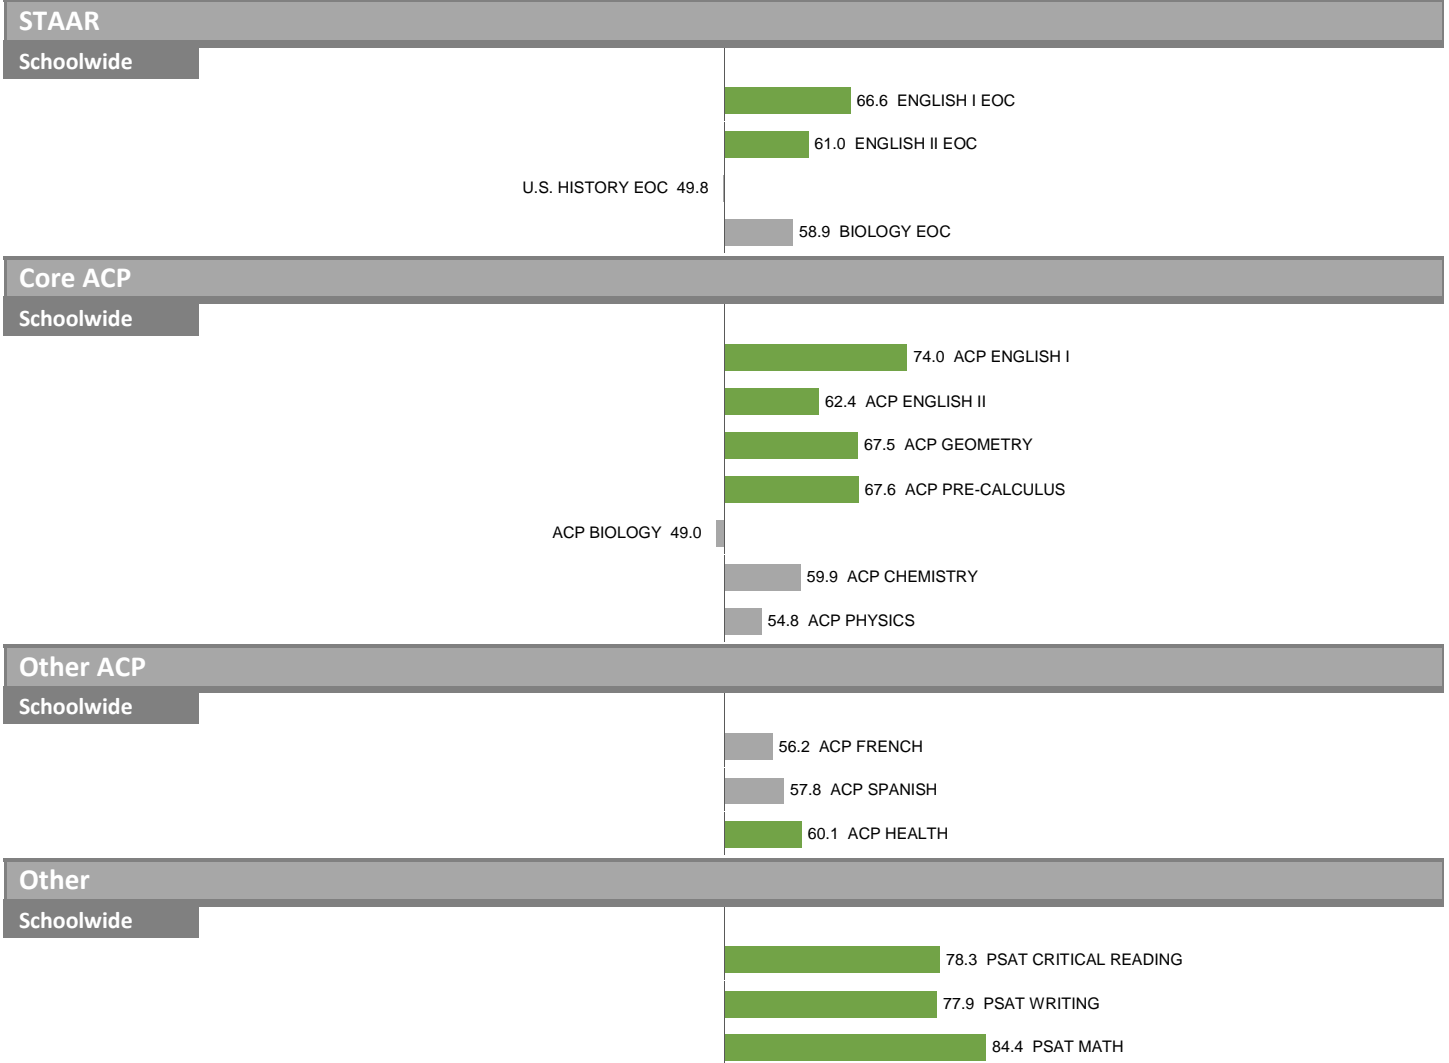 STAAR
Schoolwide
66.6 ENGLISH I EOC
61.0 ENGLISH II EOC
U.S. HISTORY EOC 49.8
58.9 BIOLOGY EOC
Core ACP
Schoolwide
74.0 ACP ENGLISH I
62.4 ACP ENGLISH II
67.5 ACP GEOMETRY
67.6 ACP PRE-CALCULUS
ACP BIOLOGY 49.0
59.9 ACP CHEMISTRY
54.8 ACP PHYSICS
Other ACP
Schoolwide
56.2 ACP FRENCH
57.8 ACP SPANISH
60.1 ACP HEALTH
Other
Schoolwide
78.3 PSAT CRITICAL READING
77.9 PSAT WRITING
84.4 PSAT MATH